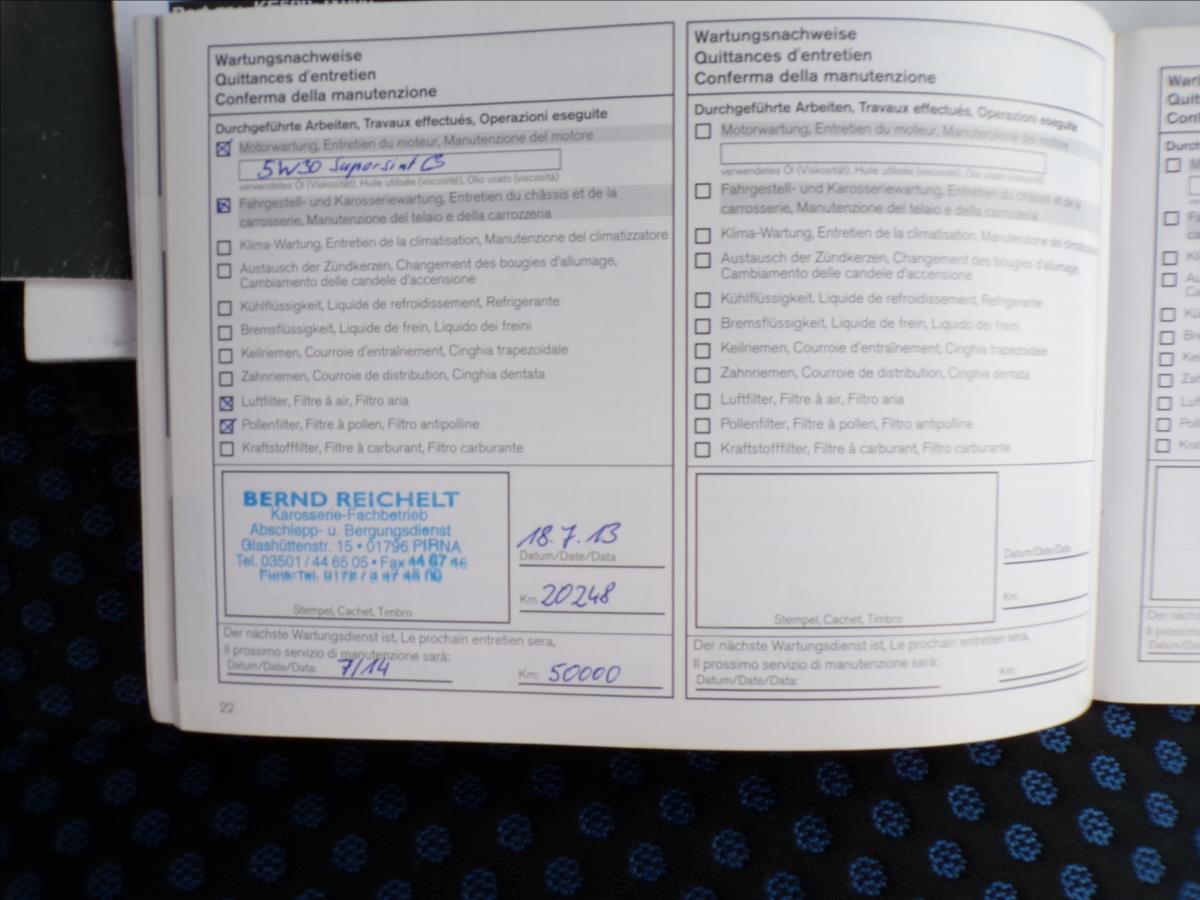 Wartungsnachweise
Quittances d'entretien
Conferma della manutenzione
Durchgeführte Arbeiten, Travaux effectués, Operazioni eseguite
Motorwartung, Entretien du moteur, Manutenzione del motore
5W30 Supersint
verwendetes Öl (Viskosität), Huile utilisée (viscosité), Olio usato (viscosità)
Fahrgestell- und Karosseriewartung, Entretien du châssis et de la
carrosserie, Manutenzione del telaio e della carrozzeria
Klima-Wartung, Entretien de la climatisation, Manutenzione del climatizzatore
Austausch der Zündkerzen, Changement des bougies d'allumage,
Cambiamento delle candele d'accensione
Kühlflüssigkeit, Liquide de refroidissement, Refrigerante
Bremsflüssigkeit, Liquide de frein, Liquido dei freini
Keilriemen, Courroie d'entraînement, Cinghia trapezoidale
Zahnriemen, Courroie de distribution, Cinghia dentata
Luftfilter, Filtre à air, Filtro aria
Pollenfilter, Filtre à pollen, Filtro antipolline
Kraftstofffilter, Filtre à carburant, Filtro carburante
BERND REICHELT
Karosserie-Fachbetrieb
Abschlepp- u. Bergungsdienst
Glashüttenstr. 15 • 01796 PIRNA
Tel. 03501 / 44 65 05 • Fax 44 67 46
Stempel, Cachet, Timbro
18.7.13
Datum/Date/Data
Km 20248
Der nächste Wartungsdienst ist, Le prochain entretien sera,
Il prossimo servizio di manutenzione sarà:
Datum/Date/Data: 7/14
Km: 50000
22
Wartungsnachweise
Quittances d'entretien
Conferma della manutenzione
Durchgeführte Arbeiten, Travaux effectués, Operazioni eseguite
Motorwartung, Entretien du moteur, Manutenzione del motore
verwendetes Öl (Viskosität), Huile utilisée (viscosité), Olio usato (viscosità)
Fahrgestell- und Karosseriewartung, Entretien du châssis et de la
carrosserie, Manutenzione del telaio e della carrozzeria
Klima-Wartung, Entretien de la climatisation, Manutenzione del climatizzatore
Austausch der Zündkerzen, Changement des bougies d'allumage,
Cambiamento delle candele d'accensione
Kühlflüssigkeit, Liquide de refroidissement, Refrigerante
Bremsflüssigkeit, Liquide de frein, Liquido dei freini
Keilriemen, Courroie d'entraînement, Cinghia trapezoidale
Zahnriemen, Courroie de distribution, Cinghia dentata
Luftfilter, Filtre à air, Filtro aria
Pollenfilter, Filtre à pollen, Filtro antipolline
Kraftstofffilter, Filtre à carburant, Filtro carburante
Stempel, Cachet, Timbro
Datum/Date/Data
Km
Der nächste Wartungsdienst ist, Le prochain entretien sera,
Il prossimo servizio di manutenzione sarà:
Datum/Date/Data:
Km: